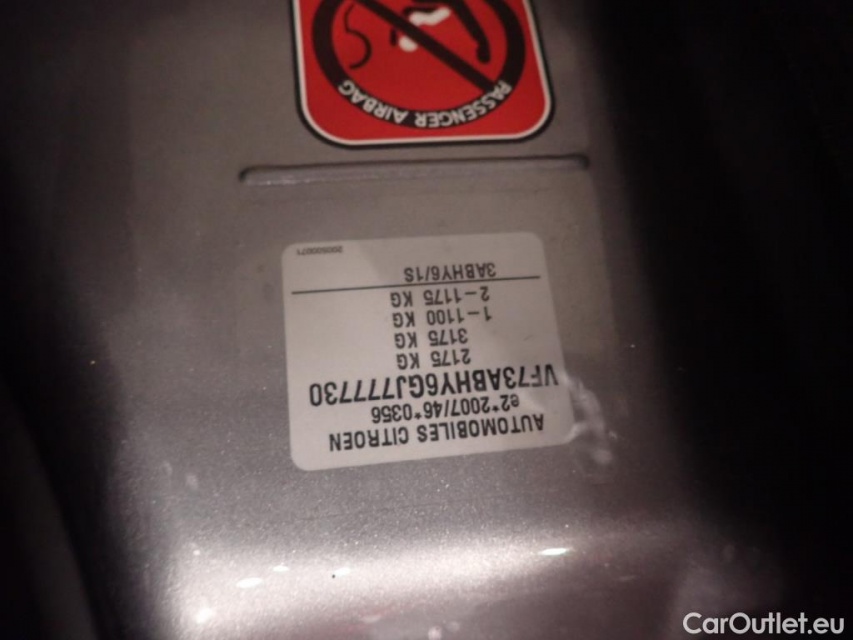 AUTOMOBILES CITROEN
e2*2007/46*0356
VF73ABHY6GJ777730
2175 KG
3175 KG
1-1100 KG
2-1175 KG
3ABHY6/1S
200500071
PASSENGER AIRBAG
CarOutlet.eu